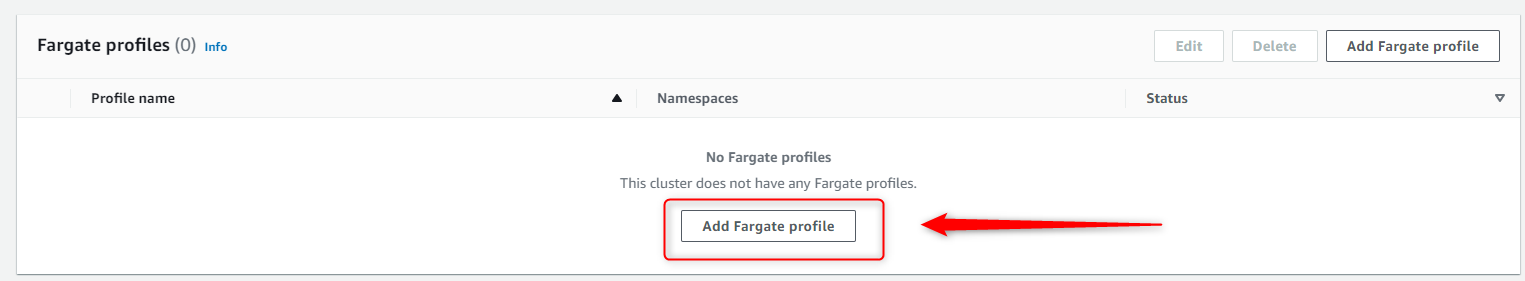 Fargate profiles (0) Info
Edit Delete Add Fargate profile
Profile name Namespaces Status
No Fargate profiles
This cluster does not have any Fargate profiles.
Add Fargate profile